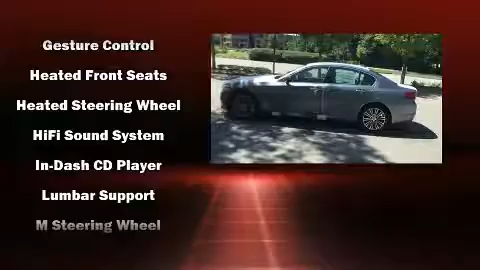 Gesture Control
Heated Front Seats
Heated Steering Wheel
HiFi Sound System
In-Dash CD Player
Lumbar Support
M Steering Wheel